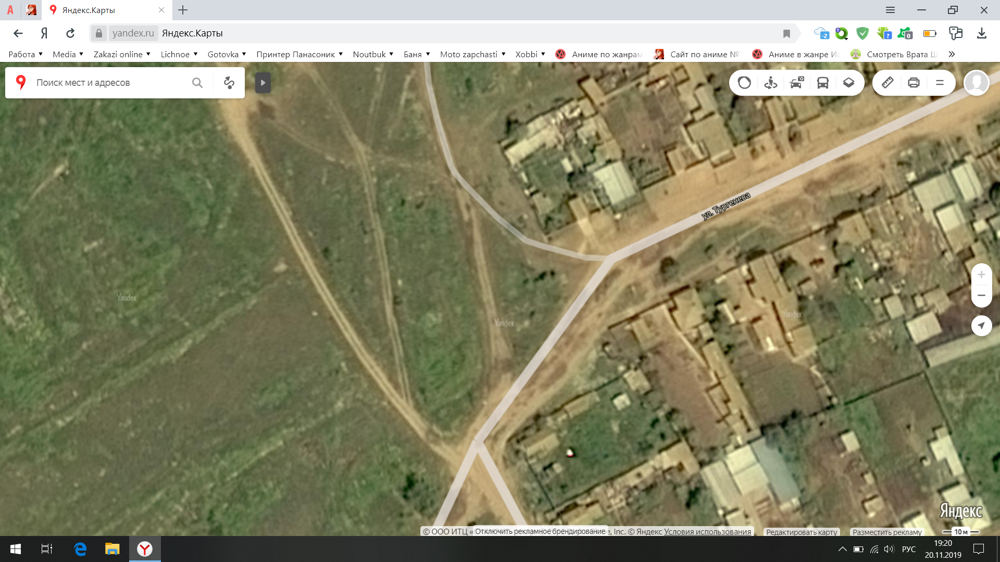 Яндекс.Карты
yandex.ru Яндекс.Карты
-2
?
0
Работа Media Zakazi online Lichnoe Gotovka Принтер Панасоник Noutbuk Баня Moto zapchasti Xobbi Аниме по жанрам Сайт по аниме № Аниме в жанре Ис Смотреть Врата Ш
Поиск мест и адресов
ул. Тургенева
Yandex
Yandex
Yandex
Яндекс
© ООО ИТЦ « Отключить рекламное брендирование e, Inc. © Яндекс Условия использования
Редактировать карту
Разместить рекламу
10 м
РУС
19:20
20.11.2019